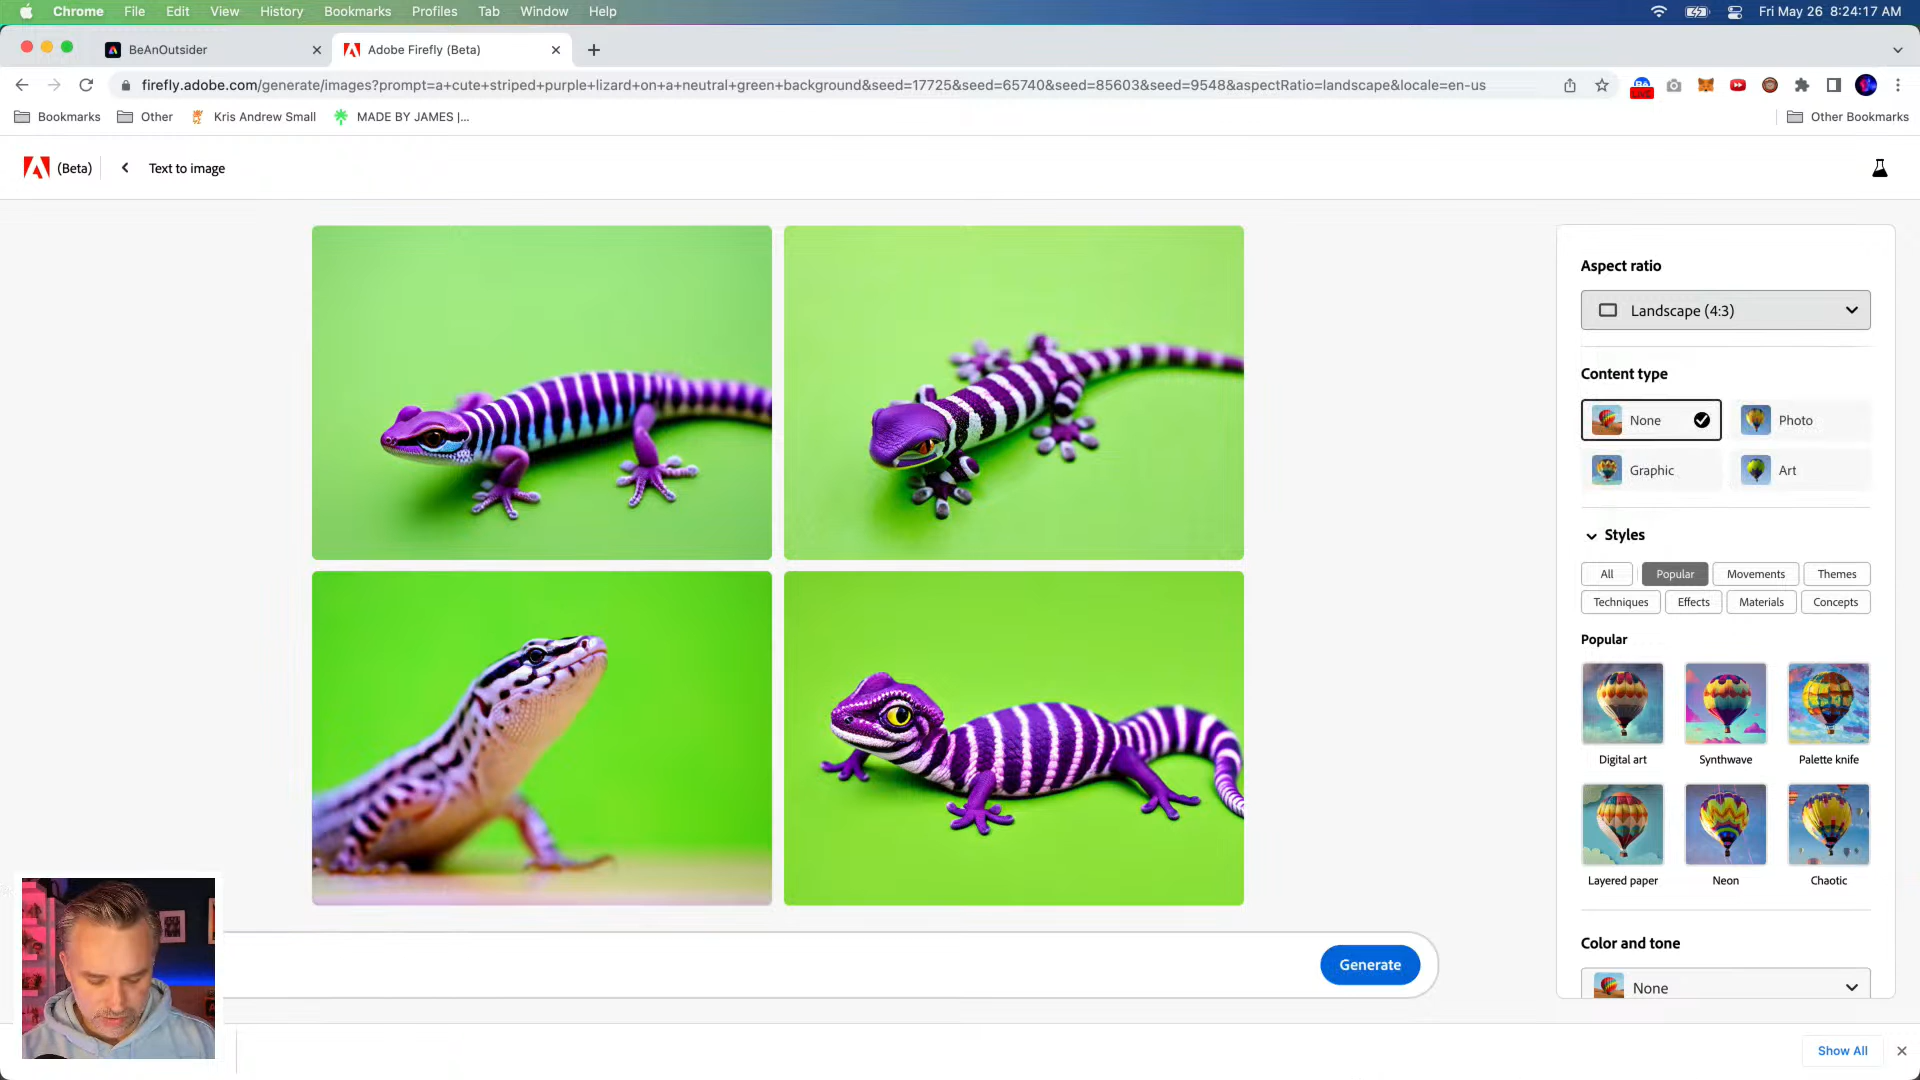 Chrome File Edit View History Bookmarks Profiles Tab Window Help Fri May 26 8:24:17 AM
BeAnOutsider Adobe Firefly (Beta)
firefly.adobe.com/generate/images?prompt=a+cute+striped+purple+lizard+on+a+neutral+green+background&seed=17725&seed=65740&seed=85603&seed=9548&aspectRatio=landscape&locale=en-us
Bookmarks Other Kris Andrew Small MADE BY JAMES |... Other Bookmarks
(Beta) Text to image
Aspect ratio
Landscape (4:3)
Content type
None Photo
Graphic Art
Styles
All Popular Movements Themes
Techniques Effects Materials Concepts
Popular
Digital art Synthwave Palette knife
Layered paper Neon Chaotic
Color and tone
None
Generate
Show All